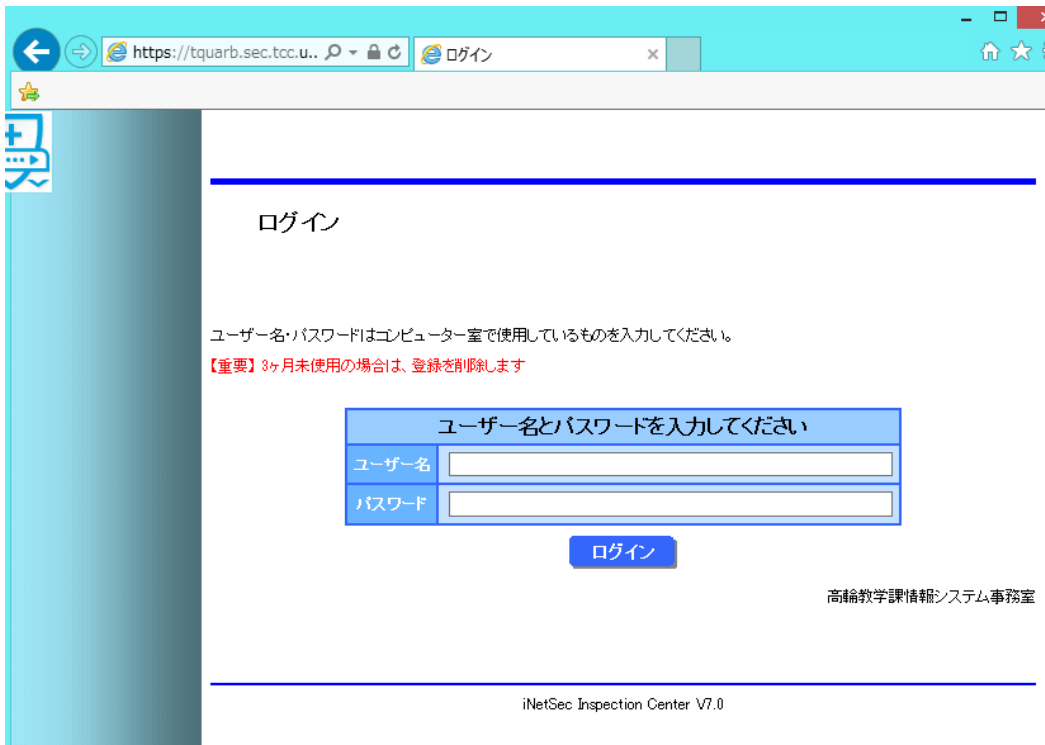 https://tquarb.sec.tcc.u..
ログイン
ログイン
ユーザー名・パスワードはコンピューター室で使用しているものを入力してください。
【重要】 3ヶ月未使用の場合は、登録を削除します
ユーザー名とパスワードを入力してください
ユーザー名
パスワード
ログイン
高輪教学課情報システム事務室
iNetSec Inspection Center V7.0